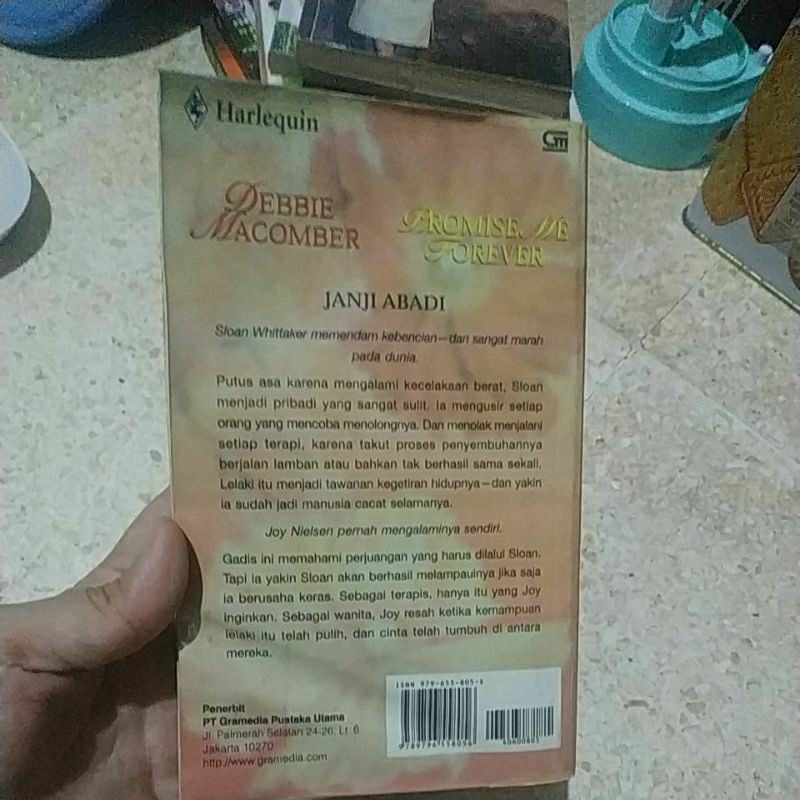 Harlequin
Gm
DEBBIE
MACOMBER
PROMISE ME
FOREVER
JANJI ABADI
Sloan Whittaker memendam kebencian—dan sangat marah
pada dunia.
Putus asa karena mengalami kecelakaan berat, Sloan
menjadi pribadi yang sangat sulit. Ia mengusir setiap
orang yang mencoba menolongnya. Dan menolak menjalani
setiap terapi, karena takut proses penyembuhannya
berjalan lamban atau bahkan tak berhasil sama sekali.
Lelaki itu menjadi tawanan kegetiran hidupnya—dan yakin
ia sudah jadi manusia cacat selamanya.
Joy Nielsen pernah mengalaminya sendiri.
Gadis ini memahami perjuangan yang harus dilalui Sloan.
Tapi ia yakin Sloan akan berhasil melampauinya jika saja
ia berusaha keras. Sebagai terapis, hanya itu yang Joy
inginkan. Sebagai wanita, Joy resah ketika kemampuan
lelaki itu telah pulih, dan cinta telah tumbuh di antara
mereka.
Penerbit
PT Gramedia Pustaka Utama
Jl. Palmerah Selatan 24-26, Lt. 6
Jakarta 10270
http://www.gramedia.com
ISBN 979-655-805-X
9789796558056
40600805